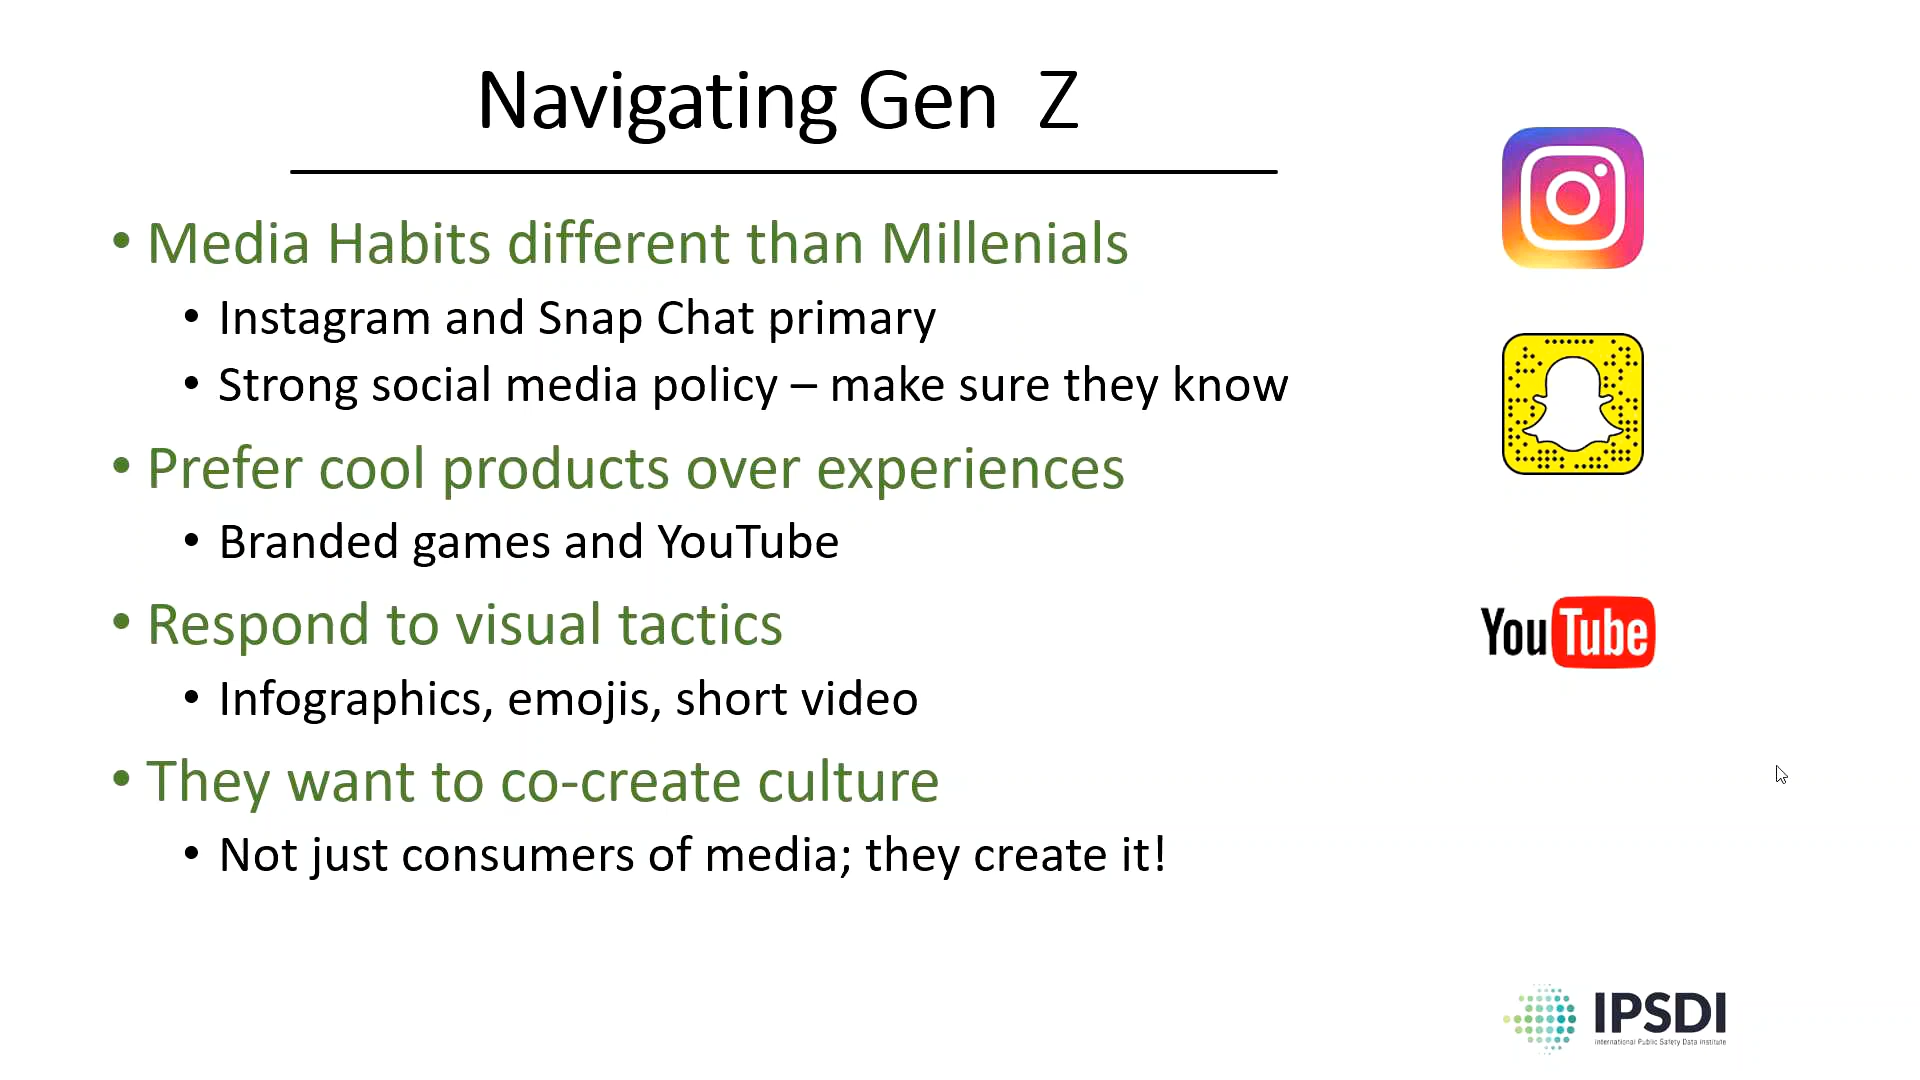 Navigating Gen Z
• Media Habits different than Millenials
• Instagram and Snap Chat primary
• Strong social media policy – make sure they know
• Prefer cool products over experiences
• Branded games and YouTube
• Respond to visual tactics
• Infographics, emojis, short video
• They want to co-create culture
• Not just consumers of media; they create it!
YouTube
IPSDI
International Public Safety Data Institute